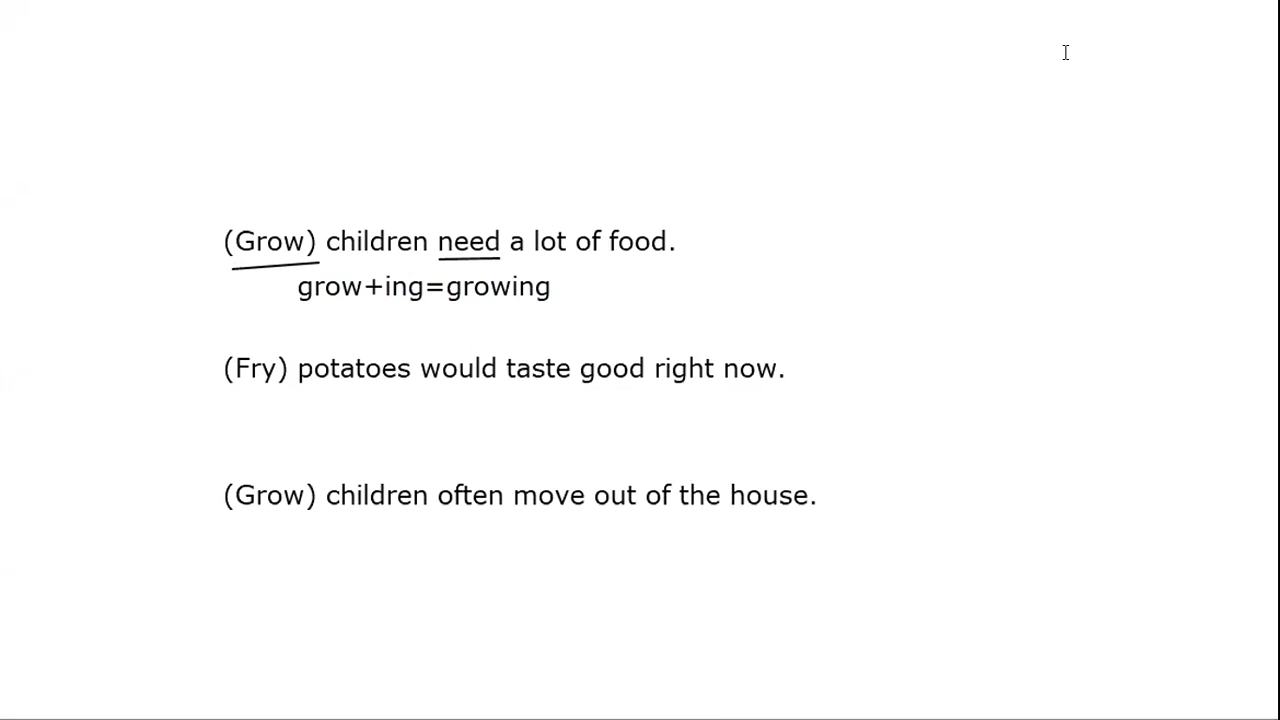 (Grow) children need a lot of food.
grow+ing=growing
(Fry) potatoes would taste good right now.
(Grow) children often move out of the house.